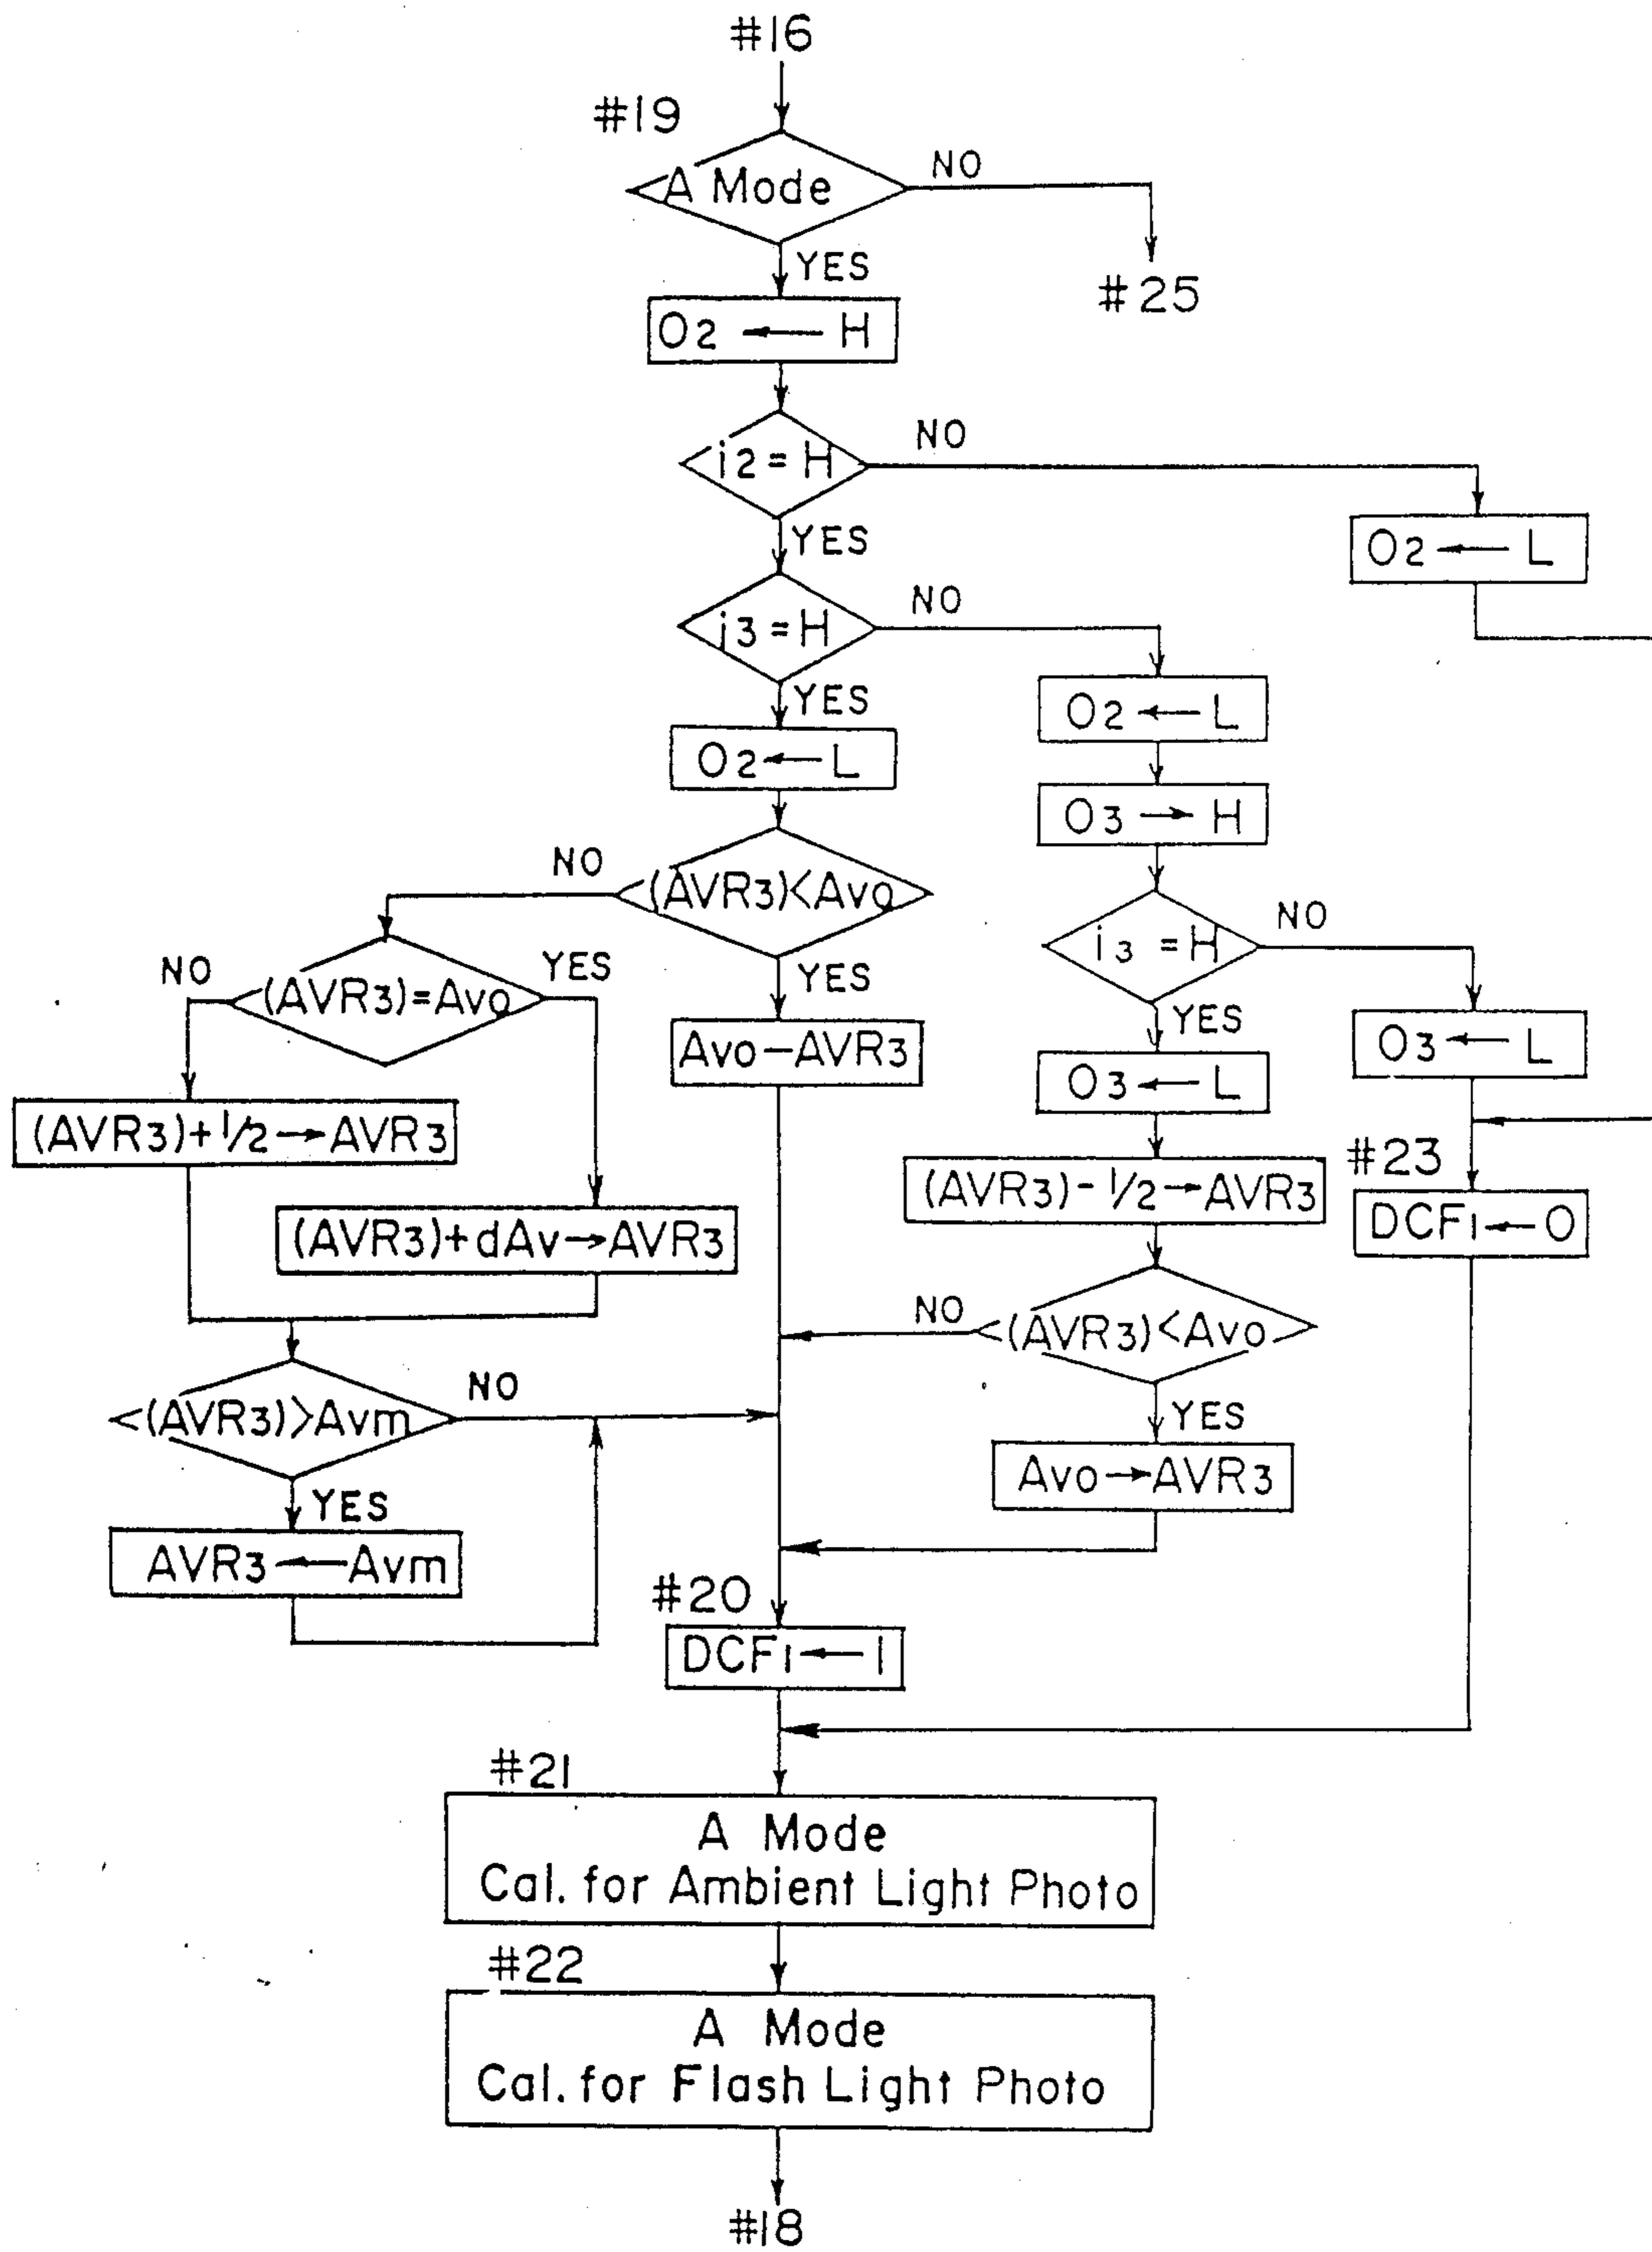 #16
#19
A Mode
NO
YES
#25
O2 ← H
i2 = H
NO
YES
O2 ← L
i3 = H
NO
YES
O2 ← L
O2 ← L
O3 → H
(AVR3)<Avo
NO
YES
i3 = H
NO
YES
(AVR3)=Avo
NO
YES
Avo – AVR3
O3 ← L
O3 ← L
(AVR3)+1/2→AVR3
#23
(AVR3)-1/2→AVR3
DCF1←0
(AVR3)+dAv→AVR3
NO
(AVR3)<Avo
YES
(AVR3)>Avm
NO
YES
Avo→AVR3
AVR3←Avm
#20
DCF1←1
#21
A Mode
Cal. for Ambient Light Photo
#22
A Mode
Cal. for Flash Light Photo
#18